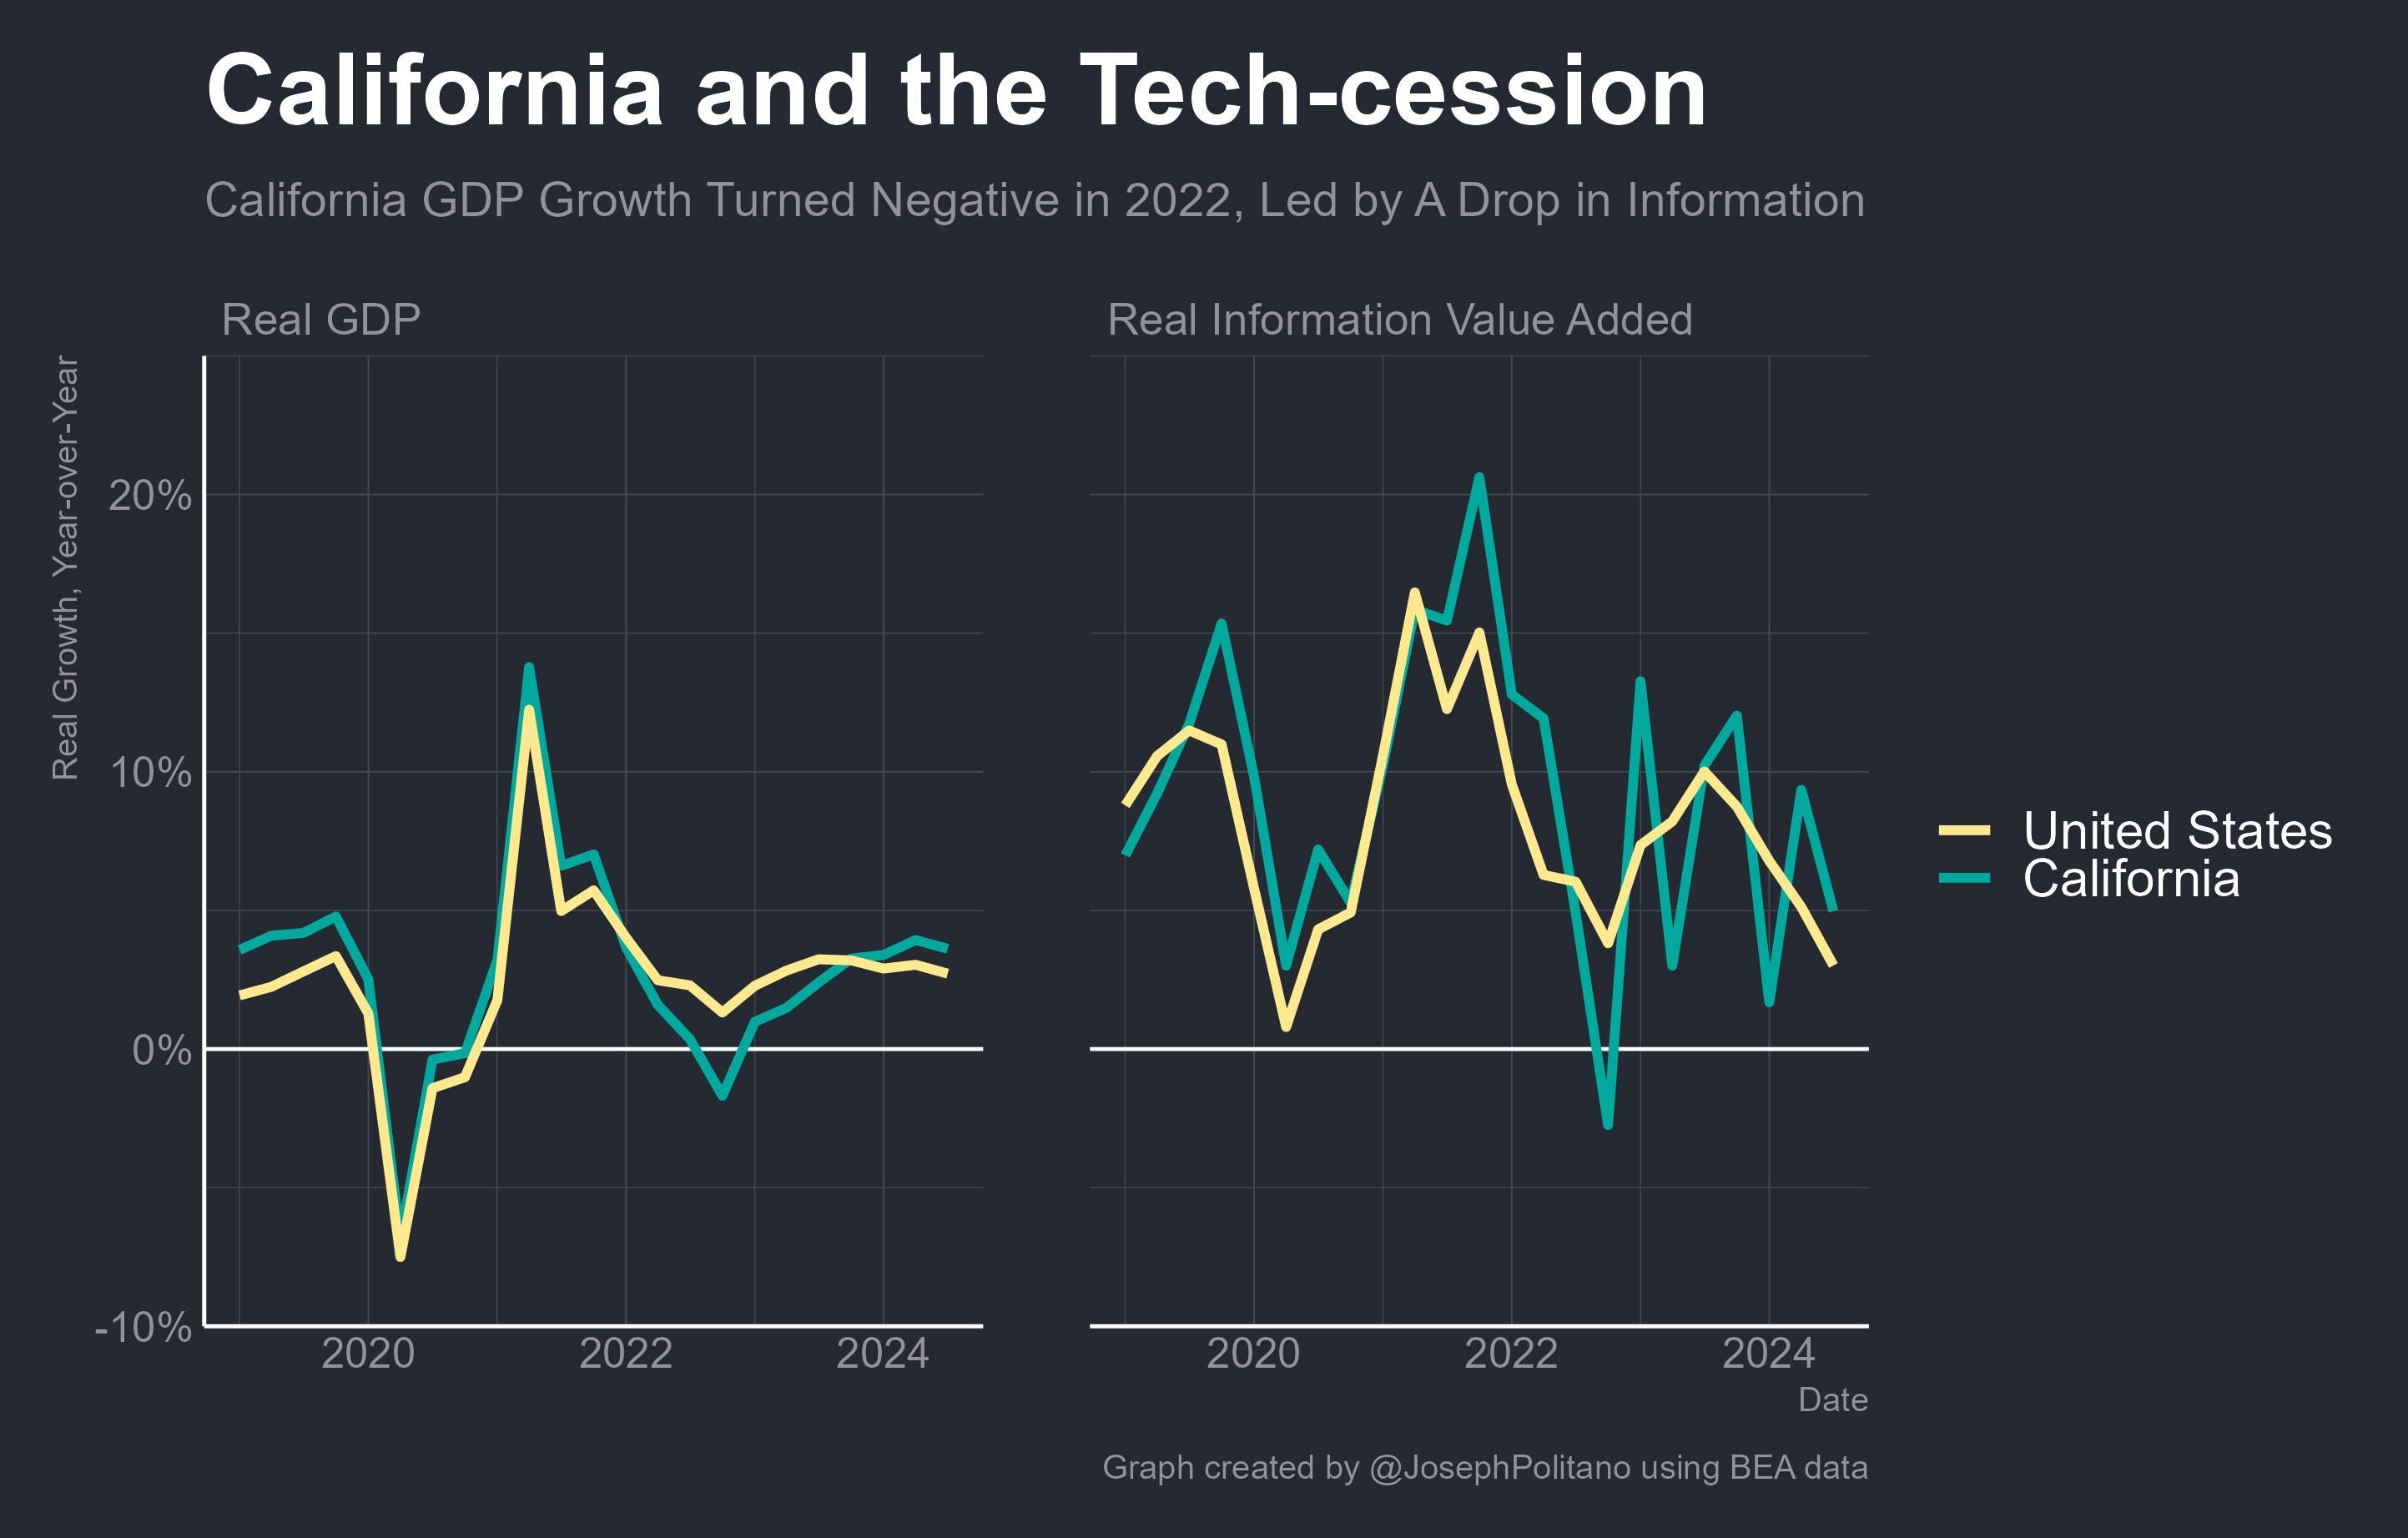 California and the Tech-cession
California GDP Growth Turned Negative in 2022, Led by A Drop in Information
Real GDP
Real Information Value Added
Real Growth, Year-over-Year
20%
10%
0%
-10%
2020
2022
2024
2020
2022
2024
Date
United States
California
Graph created by @JosephPolitano using BEA data